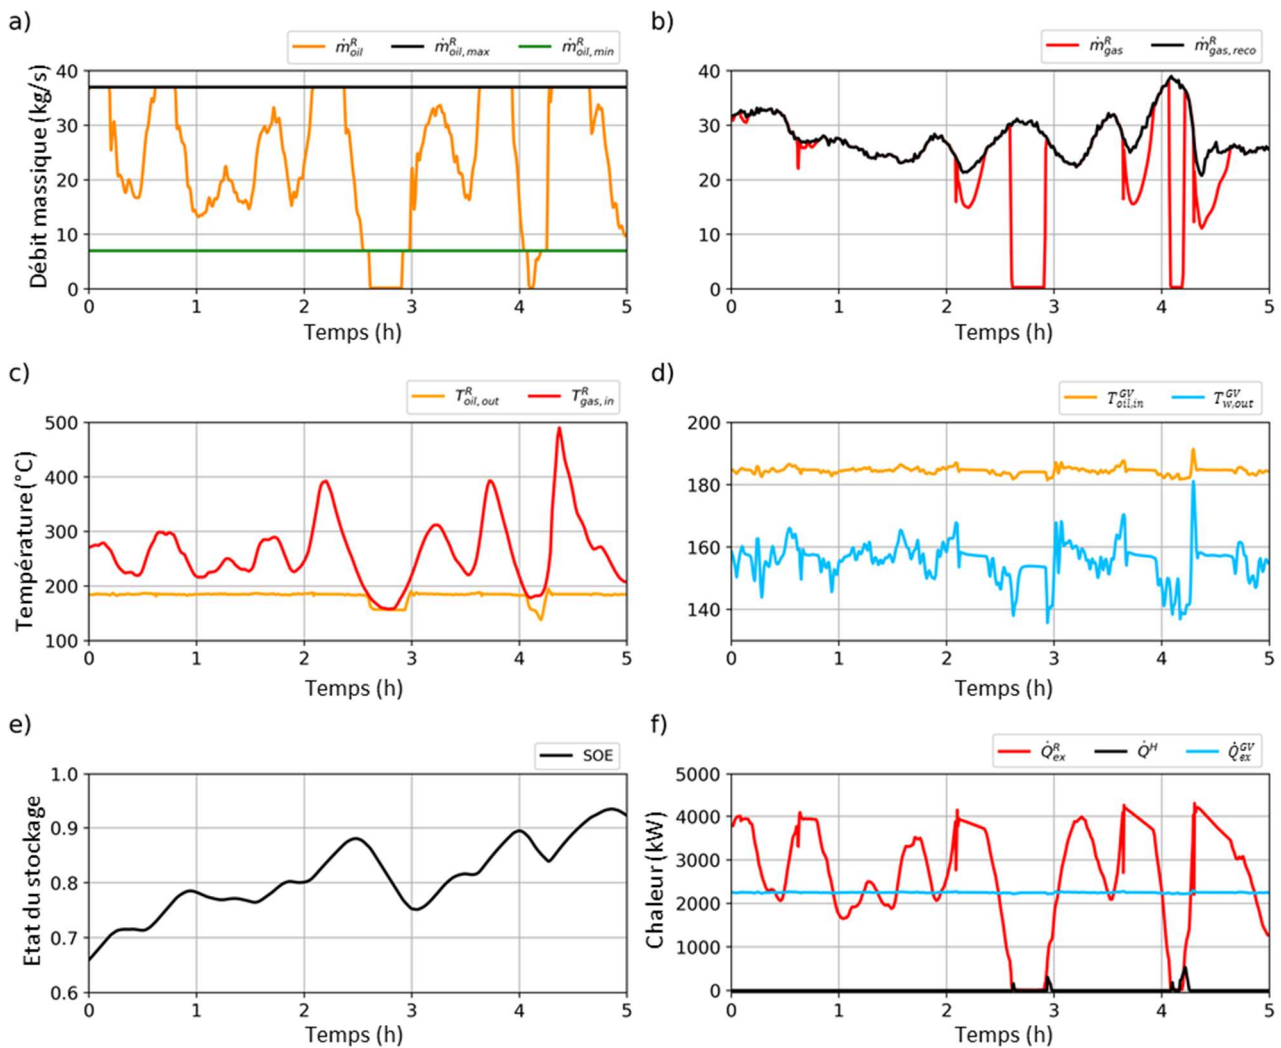 a)
ṁ^R_oil ṁ^R_oil,max ṁ^R_oil,min
Débit massique (kg/s)
40
30
20
10
0
0 1 2 3 4 5
Temps (h)
b)
ṁ^R_gas ṁ^R_gas,reco
40
30
20
10
0
0 1 2 3 4 5
Temps (h)
c)
T^R_oil,out T^R_gas,in
Température (°C)
500
400
300
200
100
0 1 2 3 4 5
Temps (h)
d)
T^GV_oil,in T^GV_w,out
200
180
160
140
0 1 2 3 4 5
Temps (h)
e)
SOE
Etat du stockage
1.0
0.9
0.8
0.7
0.6
0 1 2 3 4 5
Temps (h)
f)
Q̇^R_ex Q̇^H Q̇^GV_ex
Chaleur (kW)
5000
4000
3000
2000
1000
0
0 1 2 3 4 5
Temps (h)